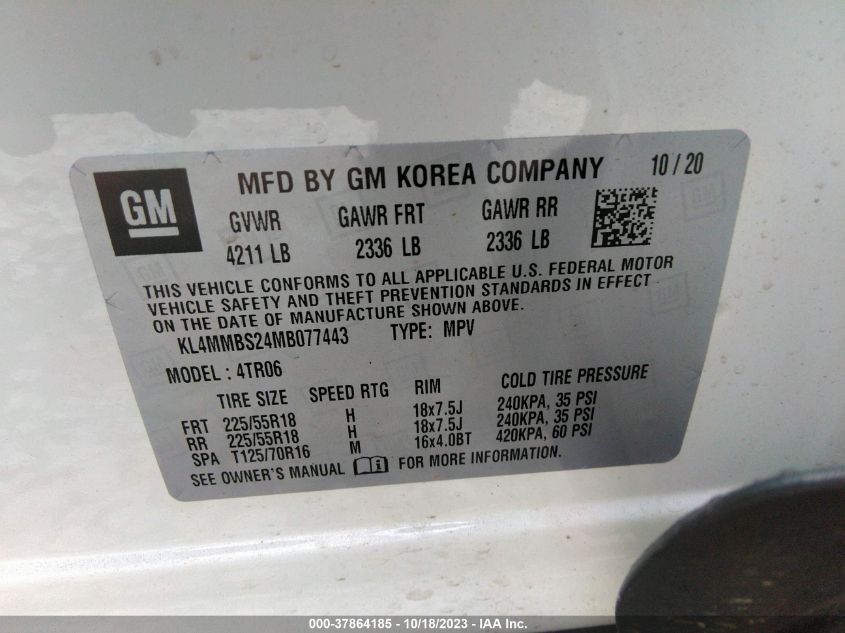 GM
MFD BY GM KOREA COMPANY 10 / 20
GVWR GAWR FRT GAWR RR
4211 LB 2336 LB 2336 LB
THIS VEHICLE CONFORMS TO ALL APPLICABLE U.S. FEDERAL MOTOR
VEHICLE SAFETY AND THEFT PREVENTION STANDARDS IN EFFECT
ON THE DATE OF MANUFACTURE SHOWN ABOVE.
KL4MMBS24MB077443 TYPE: MPV
MODEL : 4TR06
TIRE SIZE SPEED RTG RIM COLD TIRE PRESSURE
FRT 225/55R18 H 18x7.5J 240KPA, 35 PSI
RR 225/55R18 H 18x7.5J 240KPA, 35 PSI
SPA T125/70R16 M 16x4.0BT 420KPA, 60 PSI
SEE OWNER'S MANUAL FOR MORE INFORMATION.
000-37864185 - 10/18/2023 - IAA Inc.